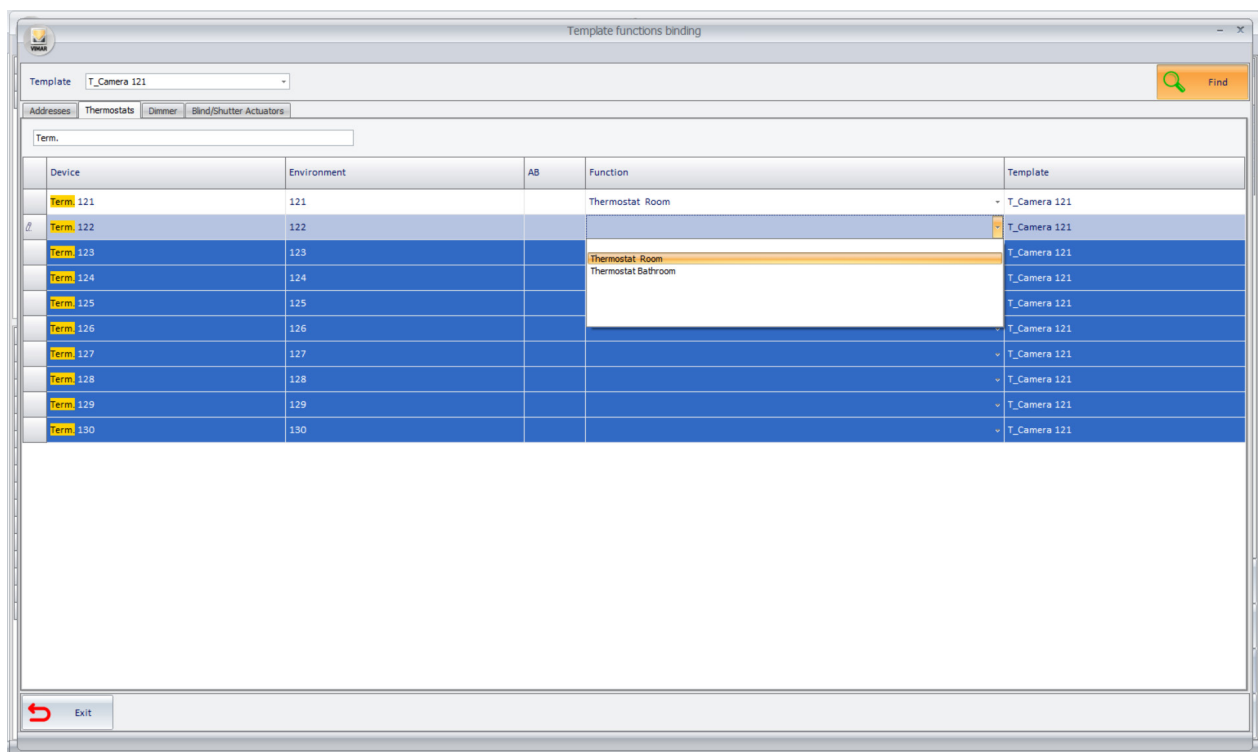 Template functions binding
VIMAR
Template T_Camera 121
Find
Addresses Thermostats Dimmer Blind/Shutter Actuators
Term.
Device Environment AB Function Template
Term. 121 121 Thermostat Room T_Camera 121
Term. 122 122 T_Camera 121
Term. 123 123 T_Camera 121
Thermostat Room
Term. 124 124 T_Camera 121
Thermostat Bathroom
Term. 125 125 T_Camera 121
Term. 126 126 T_Camera 121
Term. 127 127 T_Camera 121
Term. 128 128 T_Camera 121
Term. 129 129 T_Camera 121
Term. 130 130 T_Camera 121
Exit